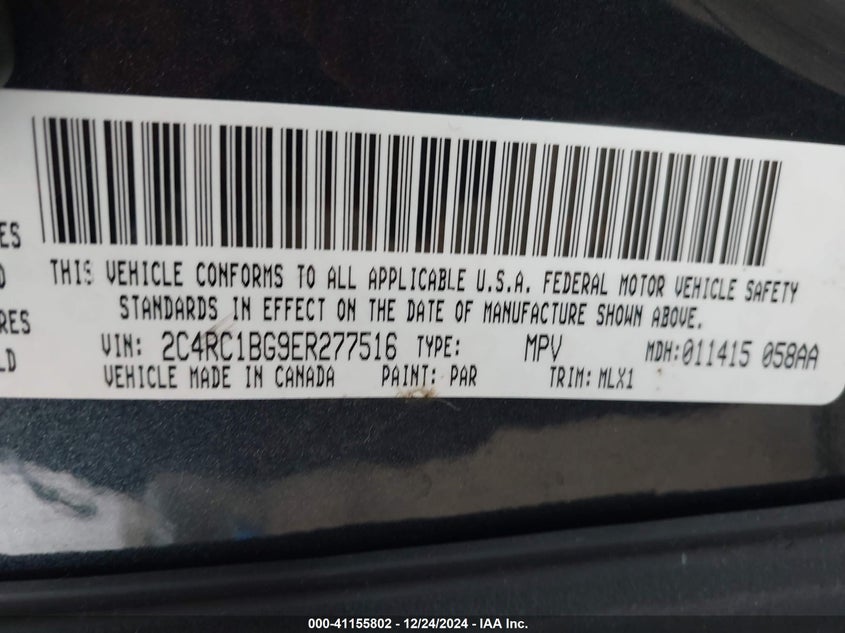 ES
THIS VEHICLE CONFORMS TO ALL APPLICABLE U.S.A. FEDERAL MOTOR VEHICLE SAFETY
D
STANDARDS IN EFFECT ON THE DATE OF MANUFACTURE SHOWN ABOVE.
RES
VIN: 2C4RC1BG9ER277516 TYPE: MPV MDH:011415 058AA
LD
VEHICLE MADE IN CANADA PAINT: PAR TRIM: MLX1
000-41155802 - 12/24/2024 - IAA Inc.